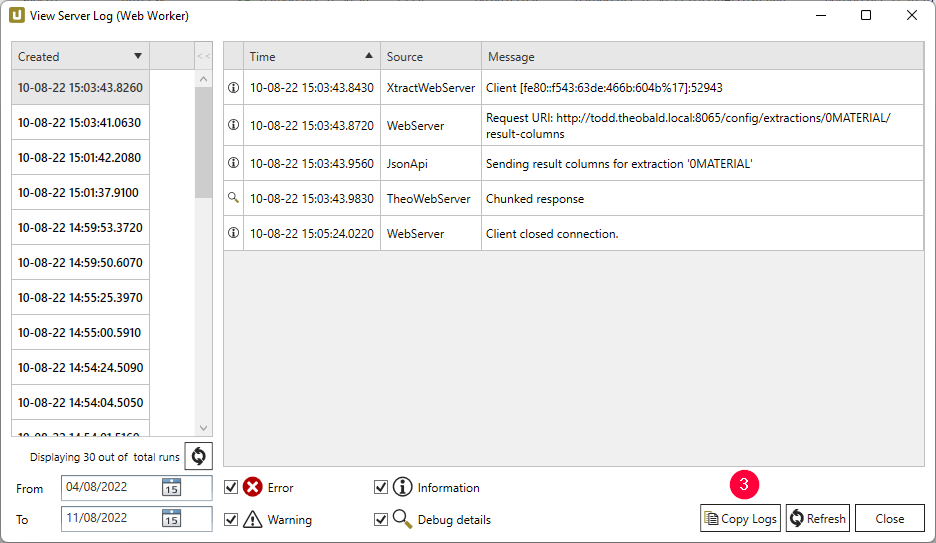 View Server Log (Web Worker)
Created
<<
Time
Source
Message
10-08-22 15:03:43.8260
10-08-22 15:03:41.0630
10-08-22 15:01:42.2080
10-08-22 15:01:37.9100
10-08-22 14:59:53.3720
10-08-22 14:59:50.6070
10-08-22 14:55:25.3970
10-08-22 14:55:00.5910
10-08-22 14:54:24.5090
10-08-22 14:54:04.5050
10-08-22 14:54:01.5160
10-08-22 15:03:43.8430 XtractWebServer Client [fe80::f543:63de:466b:604b%17]:52943
10-08-22 15:03:43.8720 WebServer Request URI: http://todd.theobald.local:8065/config/extractions/0MATERIAL/
result-columns
10-08-22 15:03:43.9560 JsonApi Sending result columns for extraction '0MATERIAL'
10-08-22 15:03:43.9830 TheoWebServer Chunked response
10-08-22 15:05:24.0220 WebServer Client closed connection.
Displaying 30 out of total runs
From 04/08/2022 15
To 11/08/2022 15
Error
Information
Warning
Debug details
3
Copy Logs
Refresh
Close